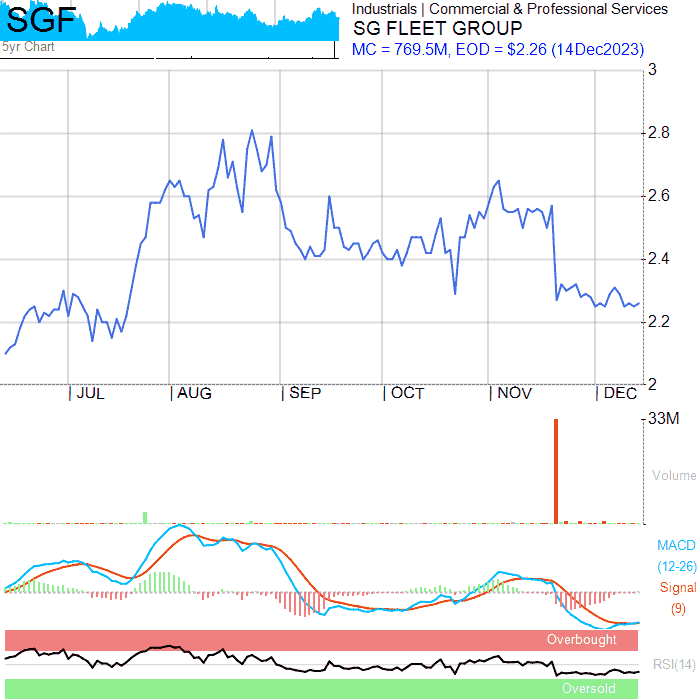 SGF
5yr Chart
Industrials | Commercial & Professional Services
SG FLEET GROUP
MC = 769.5M, EOD = $2.26 (14Dec2023)
3
2.8
2.6
2.4
2.2
2
JUL AUG SEP OCT NOV DEC
33M
Volume
MACD
(12-26)
Signal
(9)
Overbought
RSI(14)
Oversold